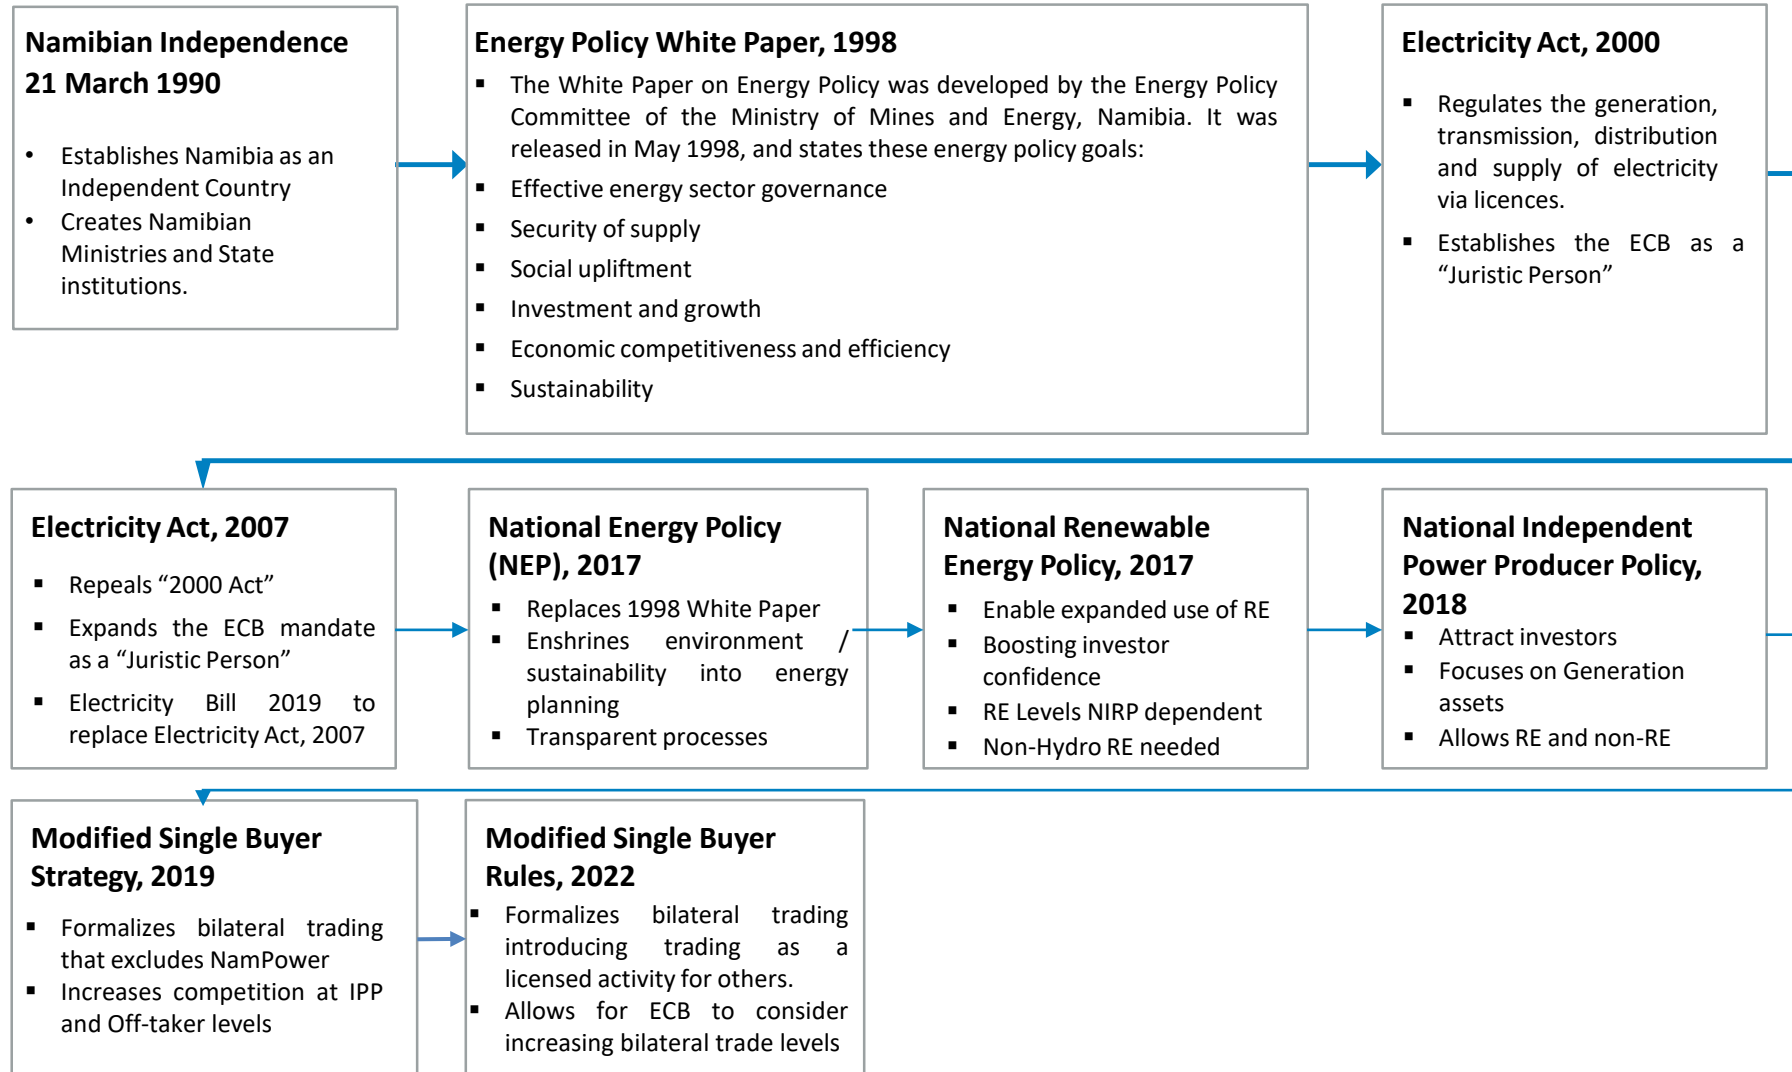 Namibian Independence
21 March 1990
• Establishes Namibia as an
Independent Country
• Creates Namibian
Ministries and State
institutions.
Energy Policy White Paper, 1998
▪ The White Paper on Energy Policy was developed by the Energy Policy
Committee of the Ministry of Mines and Energy, Namibia. It was
released in May 1998, and states these energy policy goals:
▪ Effective energy sector governance
▪ Security of supply
▪ Social upliftment
▪ Investment and growth
▪ Economic competitiveness and efficiency
▪ Sustainability
Electricity Act, 2000
▪ Regulates the generation,
transmission, distribution
and supply of electricity
via licences.
▪ Establishes the ECB as a
“Juristic Person”
Electricity Act, 2007
▪ Repeals “2000 Act”
▪ Expands the ECB mandate
as a “Juristic Person”
▪ Electricity Bill 2019 to
replace Electricity Act, 2007
National Energy Policy
(NEP), 2017
▪ Replaces 1998 White Paper
▪ Enshrines environment /
sustainability into energy
planning
▪ Transparent processes
National Renewable
Energy Policy, 2017
▪ Enable expanded use of RE
▪ Boosting investor
confidence
▪ RE Levels NIRP dependent
▪ Non-Hydro RE needed
National Independent
Power Producer Policy,
2018
▪ Attract investors
▪ Focuses on Generation
assets
▪ Allows RE and non-RE
Modified Single Buyer
Strategy, 2019
▪ Formalizes bilateral trading
that excludes NamPower
▪ Increases competition at IPP
and Off-taker levels
Modified Single Buyer
Rules, 2022
▪ Formalizes bilateral trading
introducing trading as a
licensed activity for others.
▪ Allows for ECB to consider
increasing bilateral trade levels